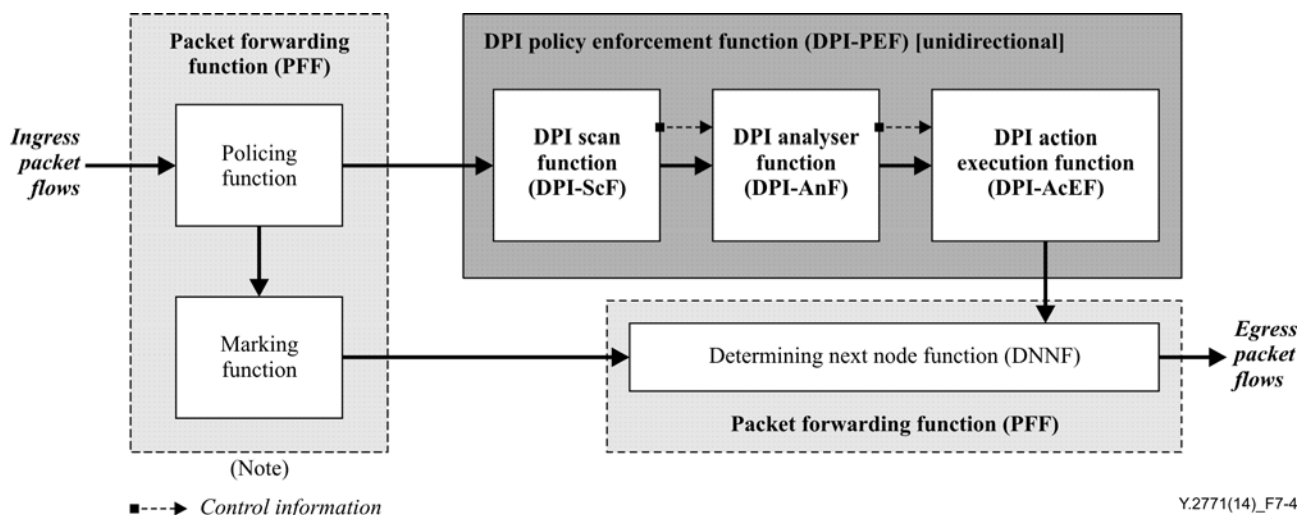 Packet forwarding
function (PFF)
DPI policy enforcement function (DPI-PEF) [unidirectional]
Ingress
packet
flows
Policing
function
DPI scan
function
(DPI-ScF)
DPI analyser
function
(DPI-AnF)
DPI action
execution function
(DPI-AcEF)
Marking
function
Determining next node function (DNNF)
Egress
packet
flows
Packet forwarding function (PFF)
(Note)
Control information
Y.2771(14)_F7-4